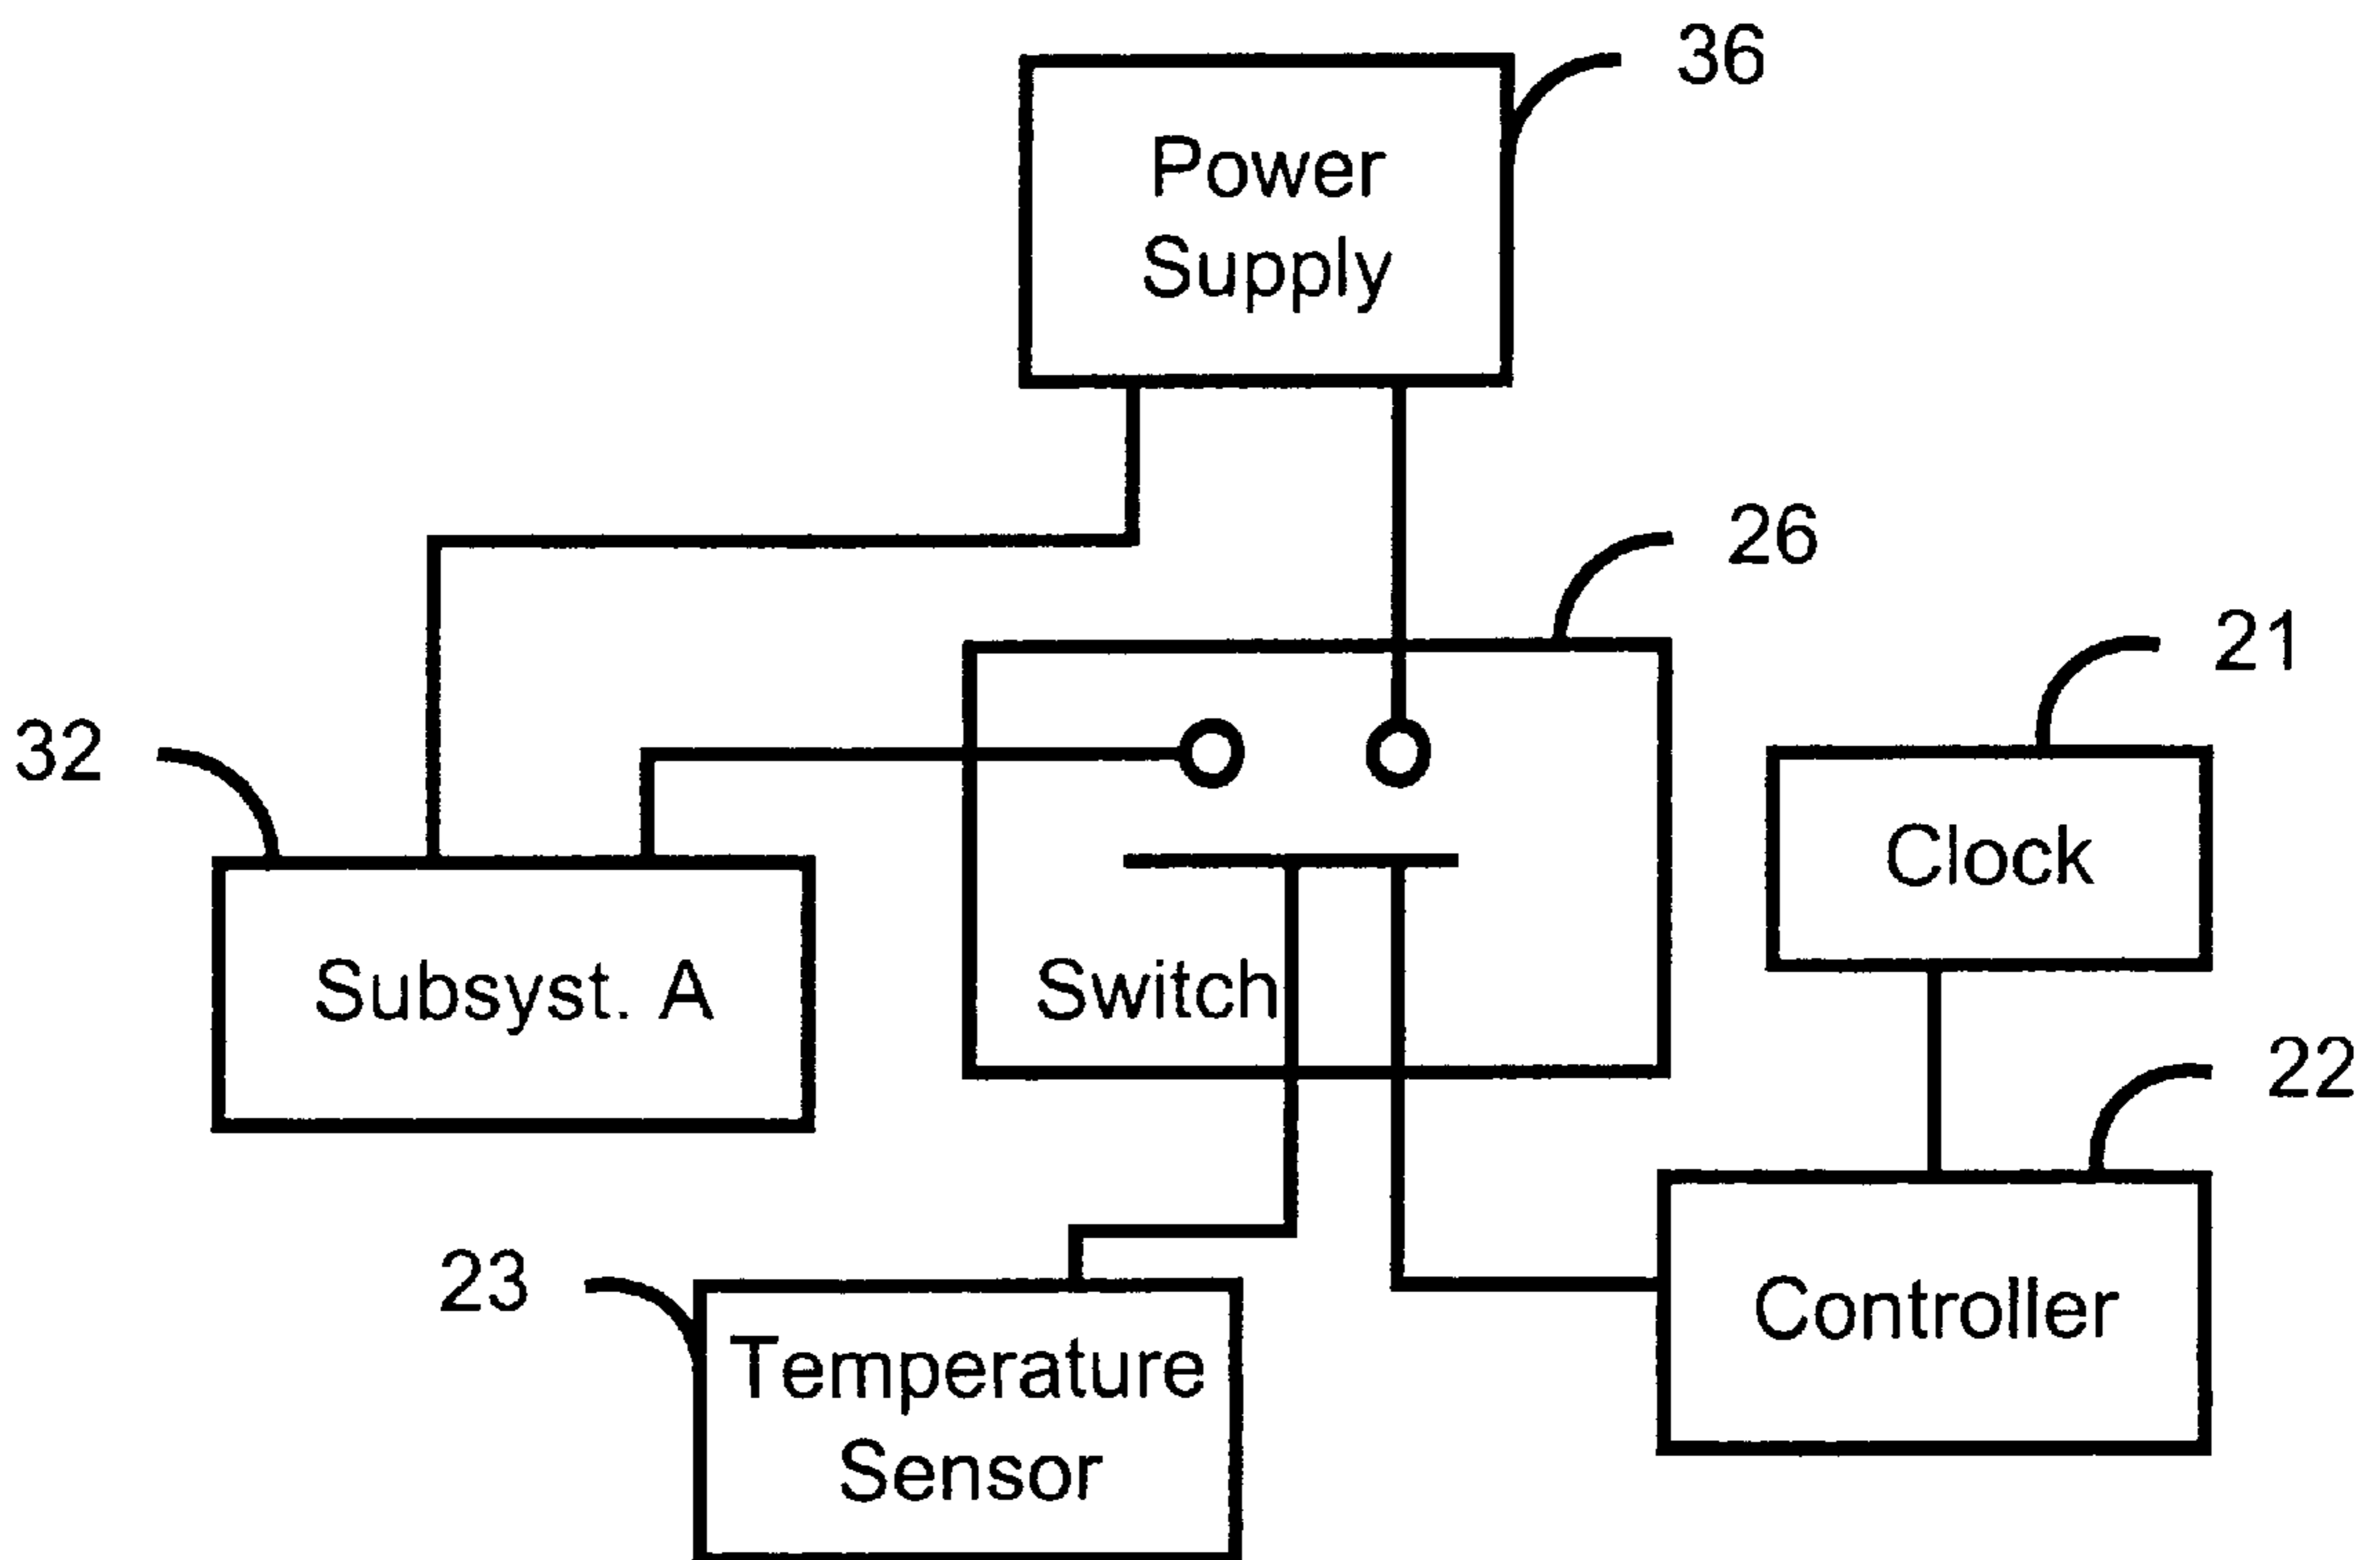 36
Power
Supply
26
21
32
Clock
Subsyst. A
Switch
22
23
Controller
Temperature
Sensor